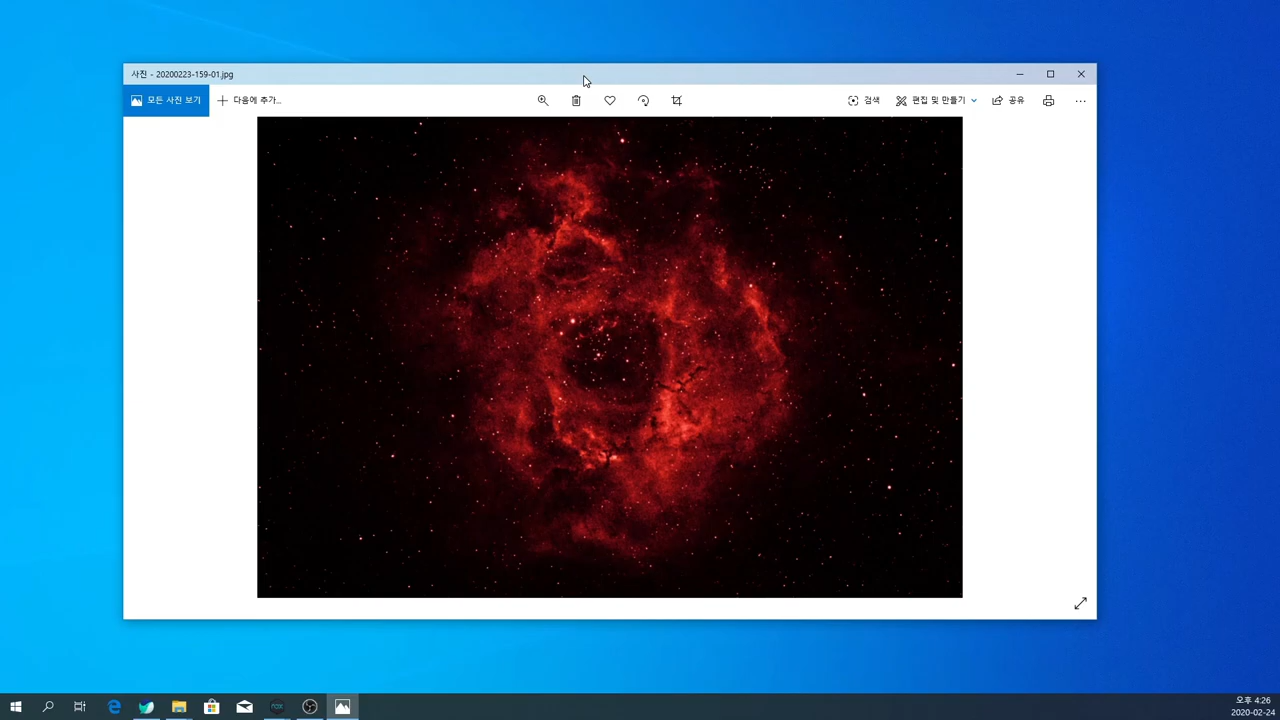 사진 - 20200223-159-01.jpg
모든 사진 보기
다음에 추가...
검색
편집 및 만들기
공유
nox
오후 4:26
2020-02-24